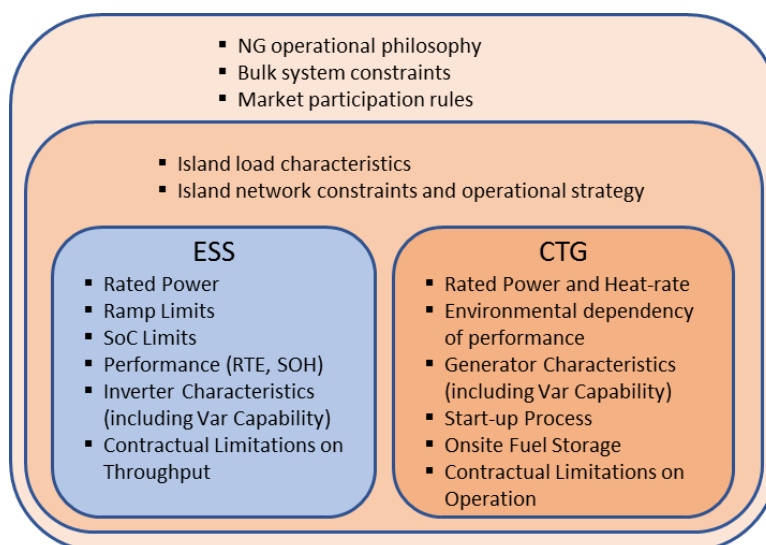 ▪ NG operational philosophy
▪ Bulk system constraints
▪ Market participation rules
▪ Island load characteristics
▪ Island network constraints and operational strategy
ESS
▪ Rated Power
▪ Ramp Limits
▪ SoC Limits
▪ Performance (RTE, SOH)
▪ Inverter Characteristics
(including Var Capability)
▪ Contractual Limitations on
Throughput
CTG
▪ Rated Power and Heat-rate
▪ Environmental dependency
of performance
▪ Generator Characteristics
(including Var Capability)
▪ Start-up Process
▪ Onsite Fuel Storage
▪ Contractual Limitations on
Operation